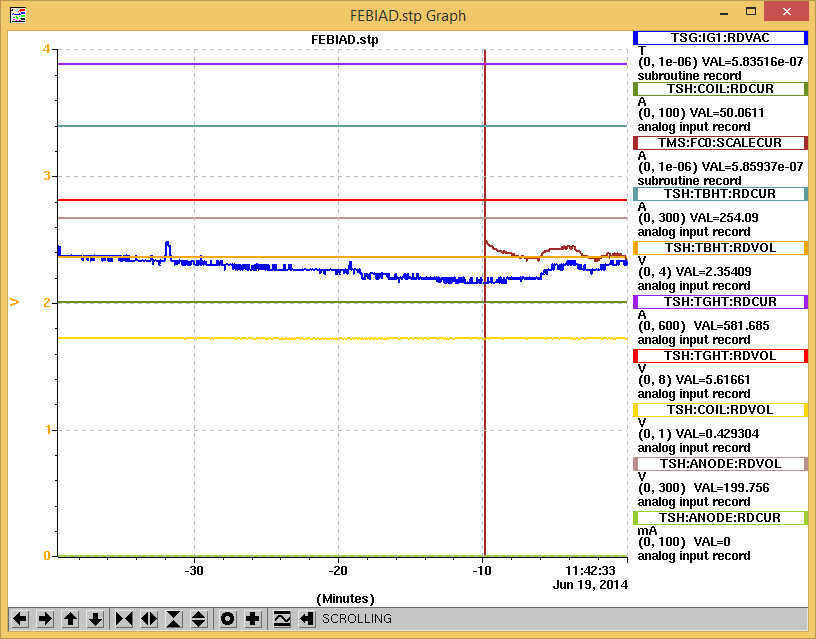 FEBIAD.stp Graph
FEBIAD.stp
4
3
V
2
1
0
-30
-20
-10
11:42:33
Jun 19, 2014
(Minutes)
TSG:IG1:RDVAC
T
(0, 1e-06) VAL=5.83516e-07
subroutine record
TSH:COIL:RDCUR
A
(0, 100) VAL=50.0611
analog input record
TMS:FC0:SCALECUR
A
(0, 1e-06) VAL=5.85937e-07
subroutine record
TSH:TBHT:RDCUR
A
(0, 300) VAL=254.09
analog input record
TSH:TBHT:RDVOL
V
(0, 4) VAL=2.35409
analog input record
TSH:TGHT:RDCUR
A
(0, 600) VAL=581.685
analog input record
TSH:TGHT:RDVOL
V
(0, 8) VAL=5.61661
analog input record
TSH:COIL:RDVOL
V
(0, 1) VAL=0.429304
analog input record
TSH:ANODE:RDVOL
V
(0, 300) VAL=199.756
analog input record
TSH:ANODE:RDCUR
mA
(0, 100) VAL=0
analog input record
SCROLLING